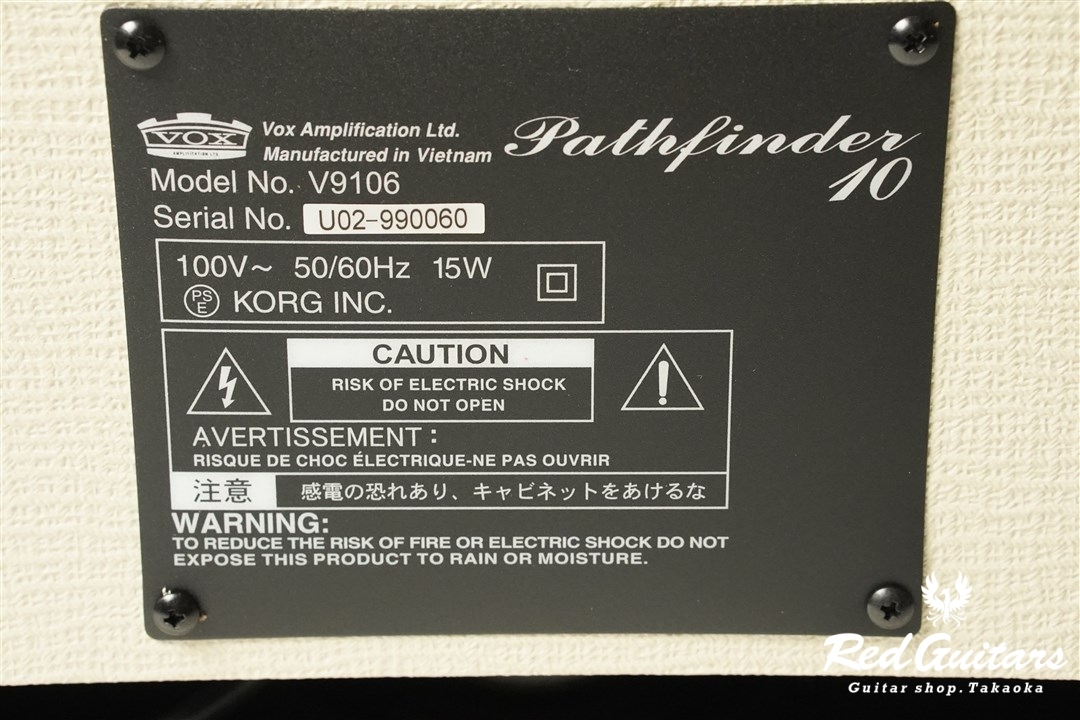 VOX
AMPLIFICATION LTD.
Vox Amplification Ltd.
Manufactured in Vietnam
Pathfinder
10
Model No. V9106
Serial No. U02-990060
100V~ 50/60Hz 15W
PSE KORG INC.
CAUTION
RISK OF ELECTRIC SHOCK
DO NOT OPEN
AVERTISSEMENT :
RISQUE DE CHOC ÉLECTRIQUE-NE PAS OUVRIR
注意 感電の恐れあり、キャビネットをあけるな
WARNING:
TO REDUCE THE RISK OF FIRE OR ELECTRIC SHOCK DO NOT
EXPOSE THIS PRODUCT TO RAIN OR MOISTURE.
Red Guitars
Guitar shop.Takaoka